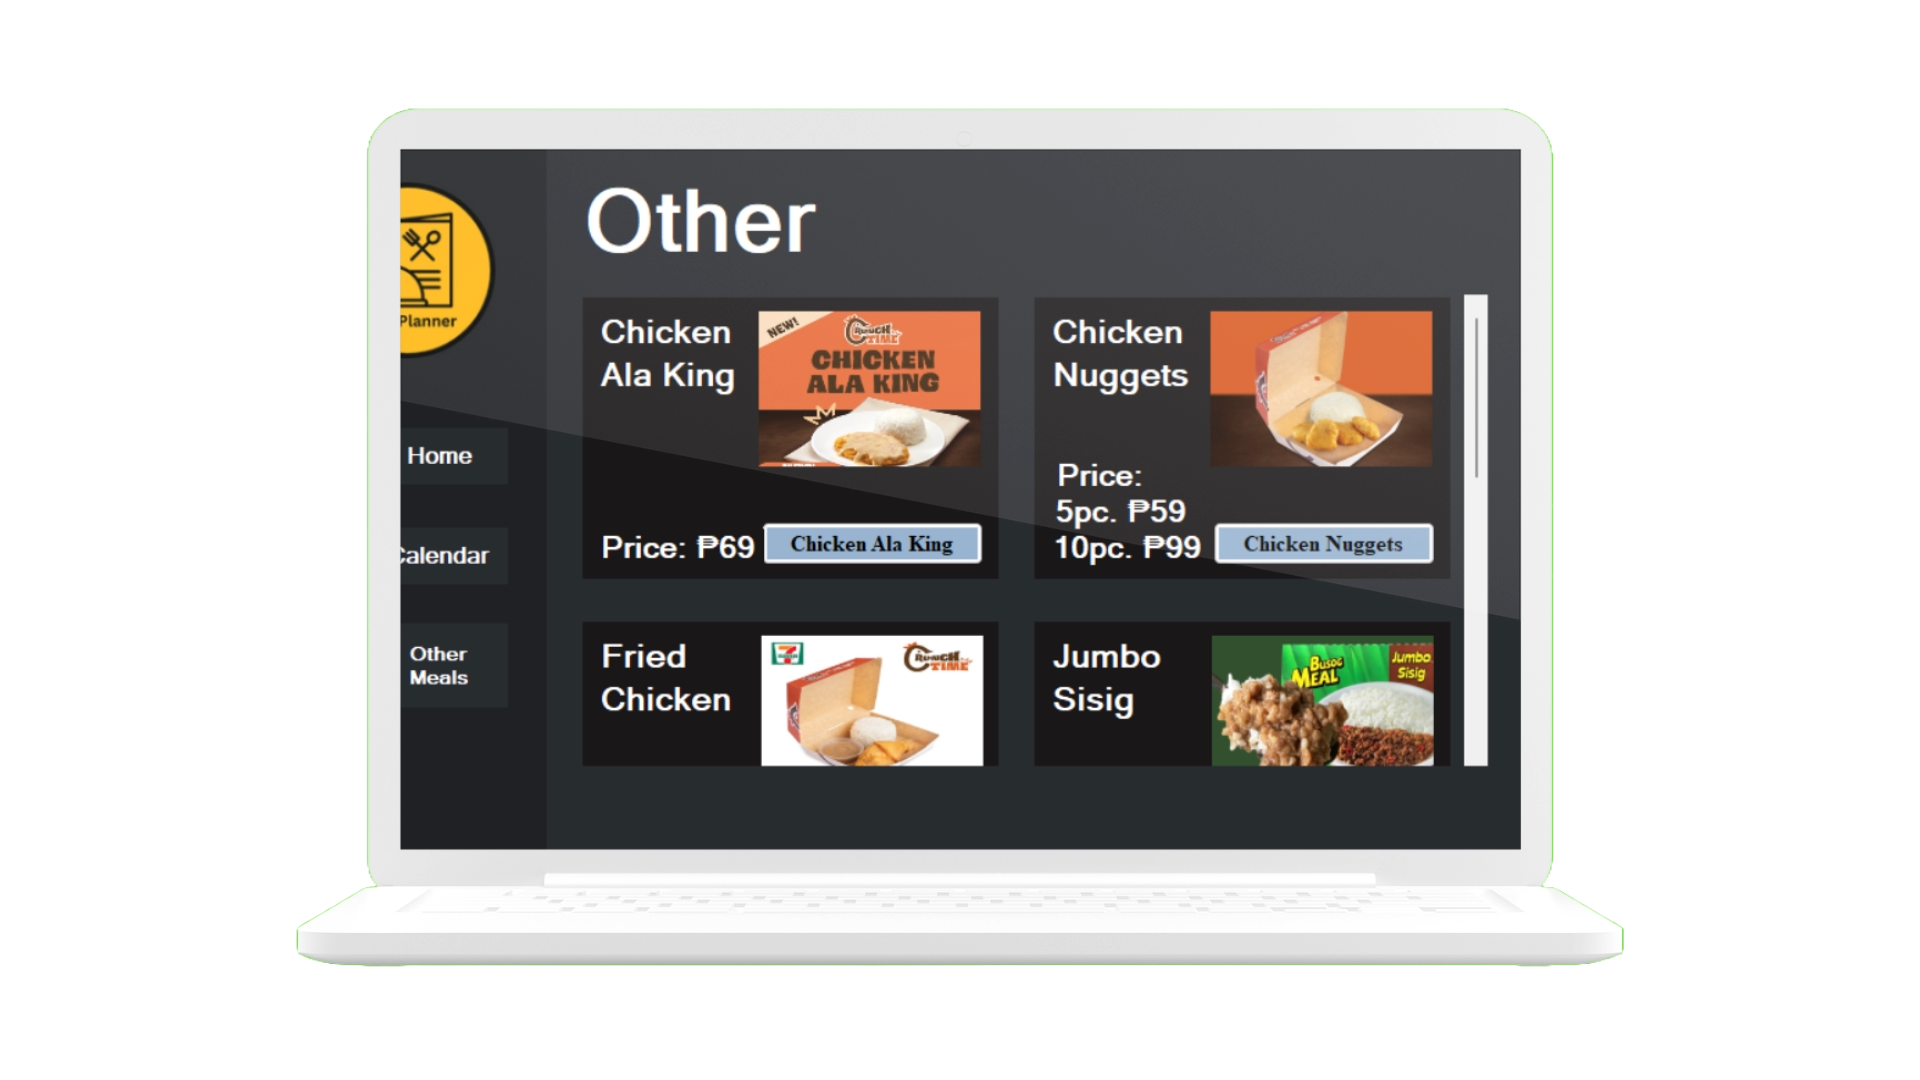 Other
Planner
Home
Calendar
Other
Meals
Chicken
Ala King
NEW!
CRUNCH
TIME
CHICKEN
ALA KING
Price: ₱69
Chicken Ala King
Chicken
Nuggets
Price:
5pc. ₱59
10pc. ₱99
Chicken Nuggets
Fried
Chicken
7
CRUNCH
TIME
Jumbo
Sisig
BUSOG
MEAL
Jumbo
Sisig